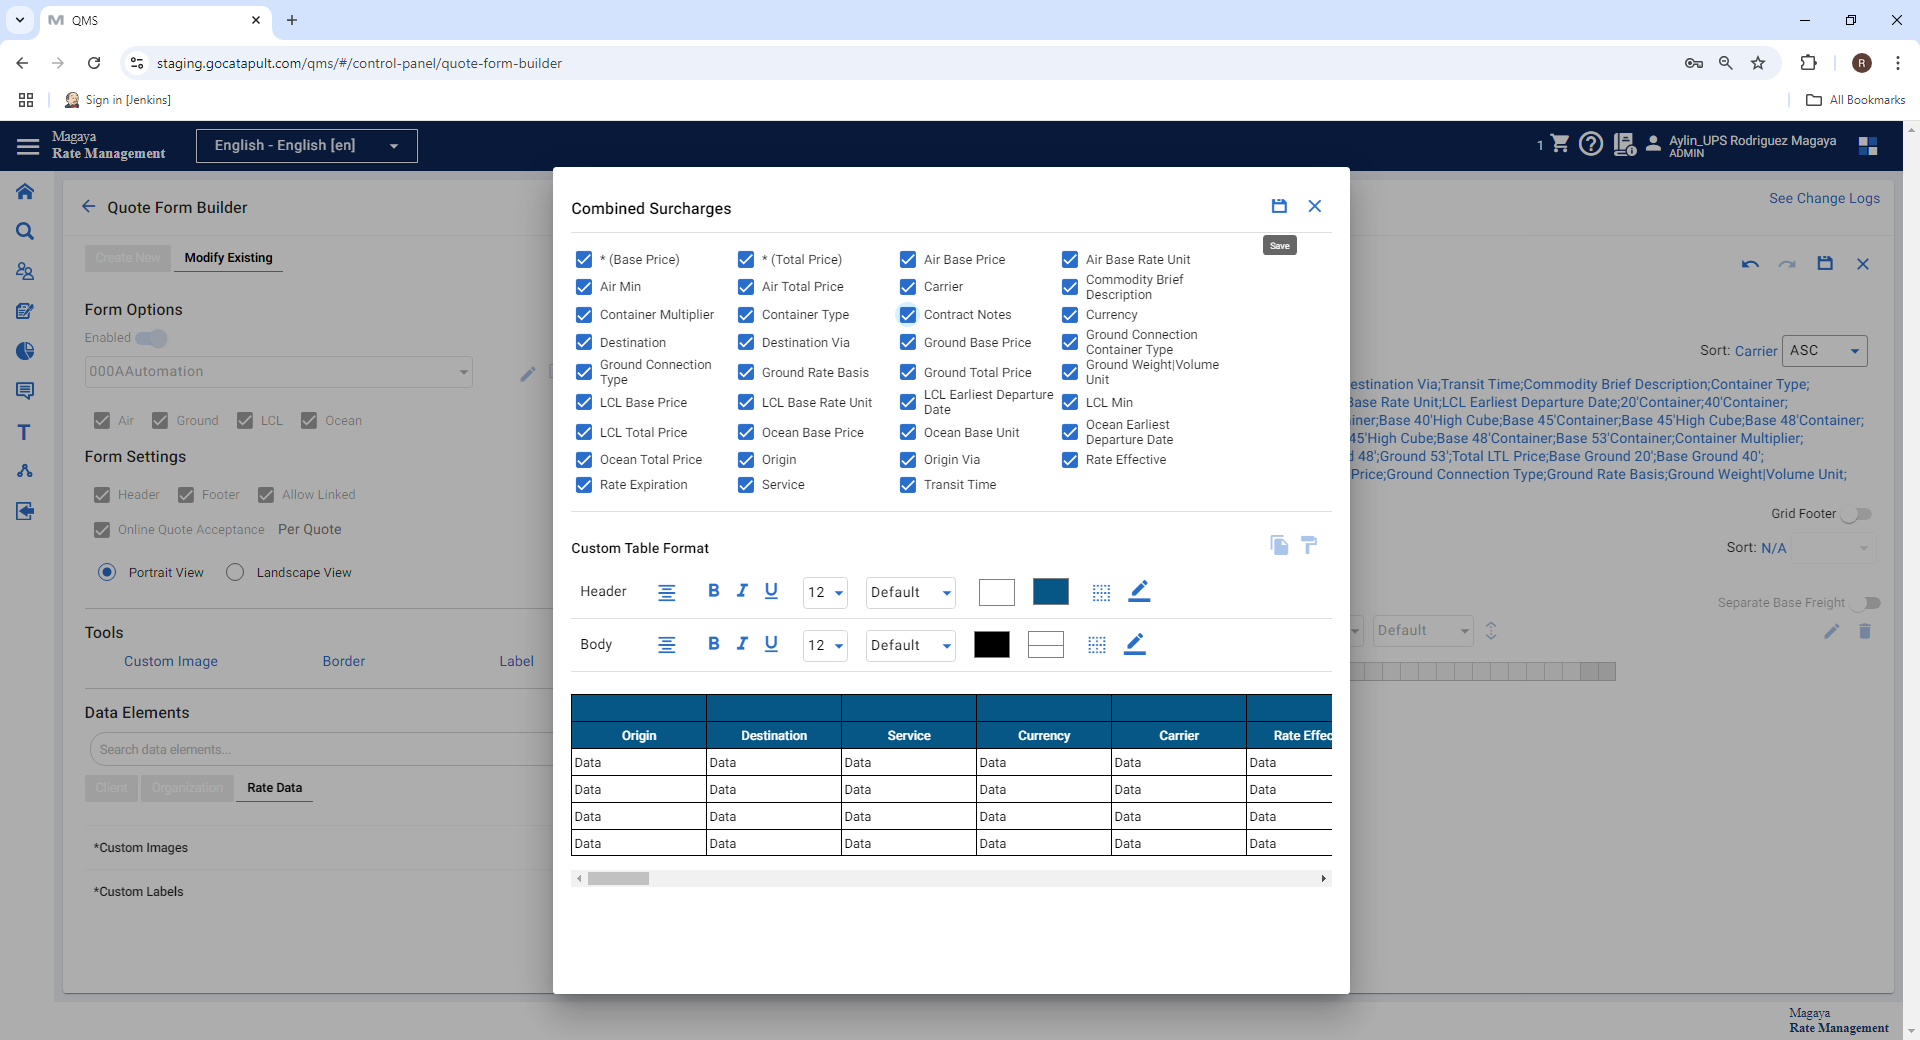 QMS
staging.gocatapult.com/qms/#/control-panel/quote-form-builder
R
Sign in [Jenkins]
All Bookmarks
Magaya
Rate Management
English - English [en]
1
Aylin_UPS Rodriguez Magaya
ADMIN
Quote Form Builder
See Change Logs
Create New
Modify Existing
Form Options
Enabled
000AAutomation
Air
Ground
LCL
Ocean
Form Settings
Header
Footer
Allow Linked
Online Quote Acceptance
Per Quote
Portrait View
Landscape View
Tools
Custom Image
Border
Label
Data Elements
Search data elements...
Client
Organization
Rate Data
*Custom Images
*Custom Labels
Combined Surcharges
Save
* (Base Price)
* (Total Price)
Air Base Price
Air Base Rate Unit
Air Min
Air Total Price
Carrier
Commodity Brief
Description
Container Multiplier
Container Type
Contract Notes
Currency
Destination
Destination Via
Ground Base Price
Ground Connection
Container Type
Ground Connection
Type
Ground Rate Basis
Ground Total Price
Ground Weight|Volume
Unit
LCL Base Price
LCL Base Rate Unit
LCL Earliest Departure
Date
LCL Min
LCL Total Price
Ocean Base Price
Ocean Base Unit
Ocean Earliest
Departure Date
Ocean Total Price
Origin
Origin Via
Rate Effective
Rate Expiration
Service
Transit Time
Custom Table Format
Header
B I U
12
Default
Body
B I U
12
Default
Origin Destination Service Currency Carrier Rate Effec
Data Data Data Data Data Data
Data Data Data Data Data Data
Data Data Data Data Data Data
Data Data Data Data Data Data
Sort: Carrier ASC
estination Via;Transit Time;Commodity Brief Description;Container Type;
Base Rate Unit;LCL Earliest Departure Date;20'Container;40'Container;
iner;Base 40'High Cube;Base 45'Container;Base 45'High Cube;Base 48'Container;
45'High Cube;Base 48'Container;Base 53'Container;Container Multiplier;
d 48';Ground 53';Total LTL Price;Base Ground 20';Base Ground 40';
Price;Ground Connection Type;Ground Rate Basis;Ground Weight|Volume Unit;
Grid Footer
Sort: N/A
Separate Base Freight
Default
Magaya
Rate Management